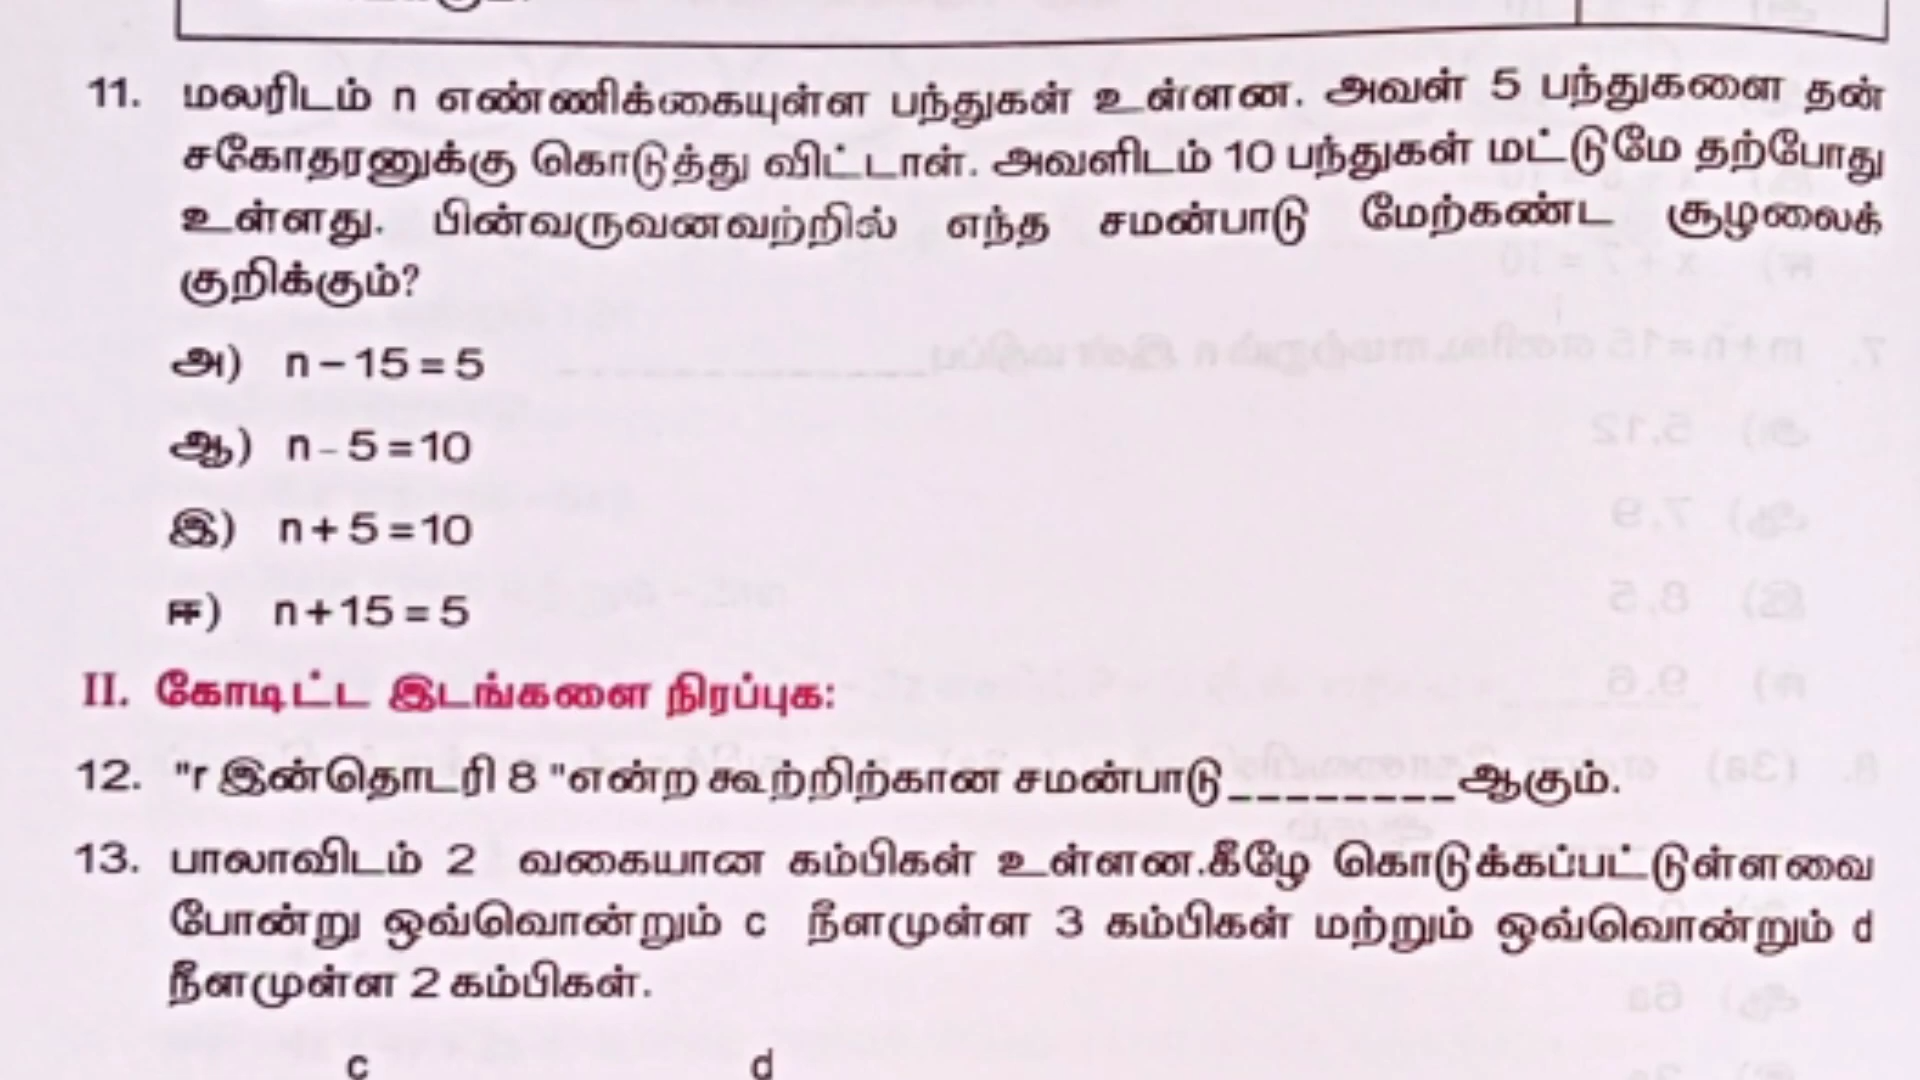 11. மலரிடம் n எண்ணிக்கையுள்ள பந்துகள் உள்ளன. அவள் 5 பந்துகளை தன்
சகோதரனுக்கு கொடுத்து விட்டாள். அவளிடம் 10 பந்துகள் மட்டுமே தற்போது
உள்ளது. பின்வருவனவற்றில் எந்த சமன்பாடு மேற்கண்ட சூழலைக்
குறிக்கும்?
அ) n – 15 = 5
ஆ) n - 5 = 10
இ) n + 5 = 10
ஈ) n + 15 = 5
II. கோடிட்ட இடங்களை நிரப்புக:
12. "r இன்தொடரி 8 "என்ற கூற்றிற்கான சமன்பாடு_________ஆகும்.
13. பாலாவிடம் 2 வகையான கம்பிகள் உள்ளன.கீழே கொடுக்கப்பட்டுள்ளவை
போன்று ஒவ்வொன்றும் c நீளமுள்ள 3 கம்பிகள் மற்றும் ஒவ்வொன்றும் d
நீளமுள்ள 2 கம்பிகள்.
c d